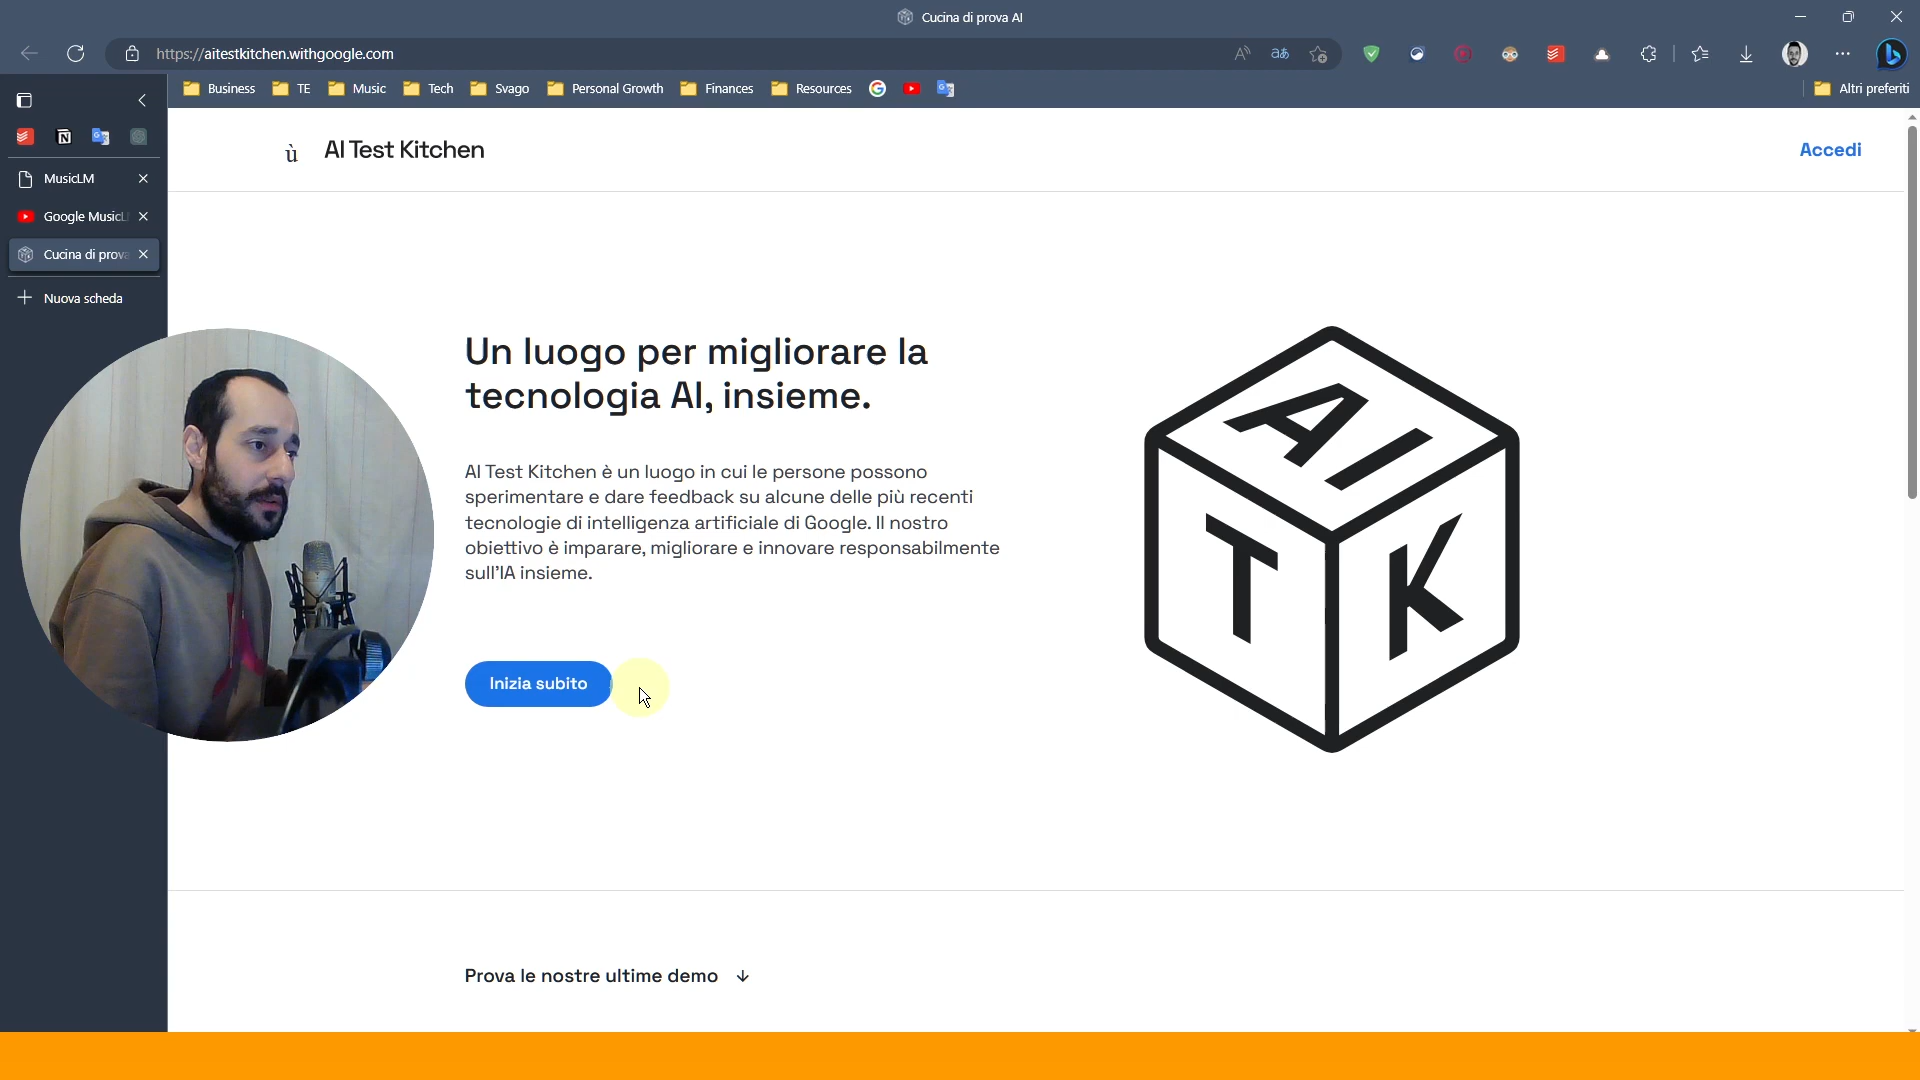 Cucina di prova AI
https://aitestkitchen.withgoogle.com
Business
TE
Music
Tech
Svago
Personal Growth
Finances
Resources
Altri preferiti
MusicLM
Google MusicL
Cucina di prova
Nuova scheda
ù AI Test Kitchen
Accedi
Un luogo per migliorare la
tecnologia AI, insieme.
AI Test Kitchen è un luogo in cui le persone possono
sperimentare e dare feedback su alcune delle più recenti
tecnologie di intelligenza artificiale di Google. Il nostro
obiettivo è imparare, migliorare e innovare responsabilmente
sull'IA insieme.
Inizia subito
AI
T K
Prova le nostre ultime demo